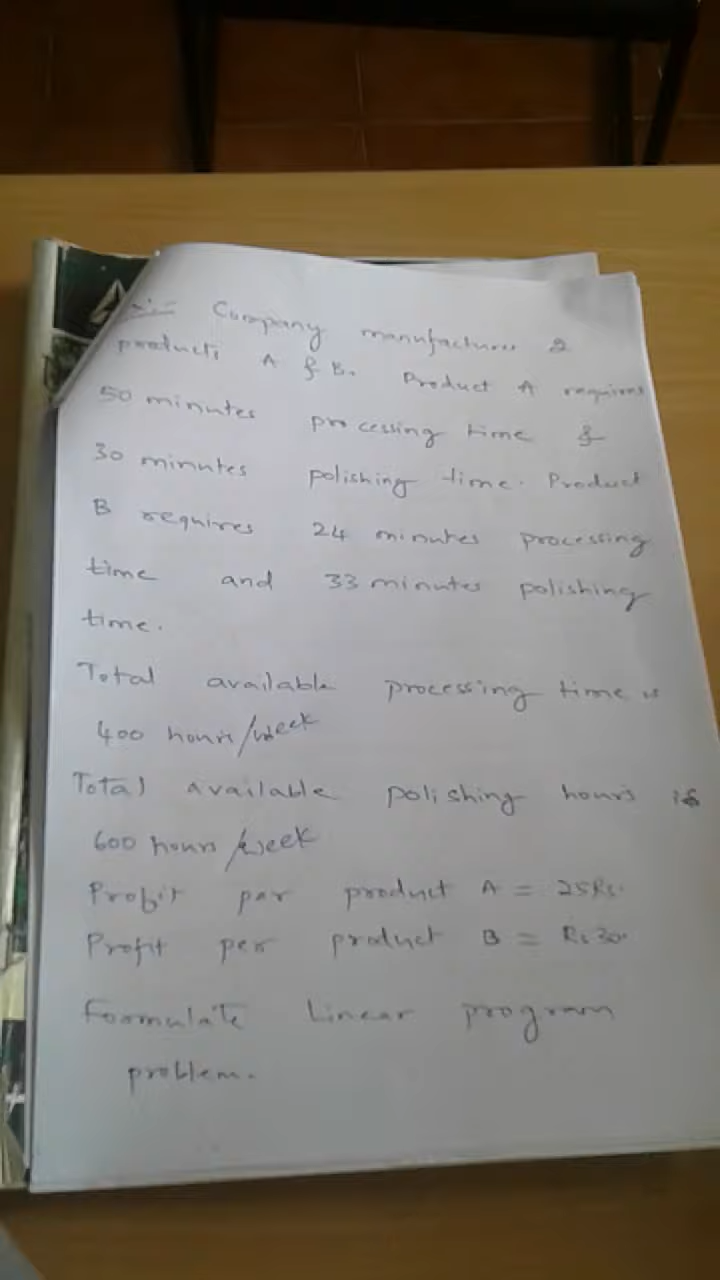 Company manufactures 2
products A & B. Product A requires
50 minutes processing time &
30 minutes polishing time. Product
B requires 24 minutes processing
time and 33 minutes polishing
time.
Total available processing time is
400 hours/week
Total available polishing hours is
600 hours/week
Profit per product A = 25Rs.
Profit per product B = Rs 30.
Formulate Linear program
problem.